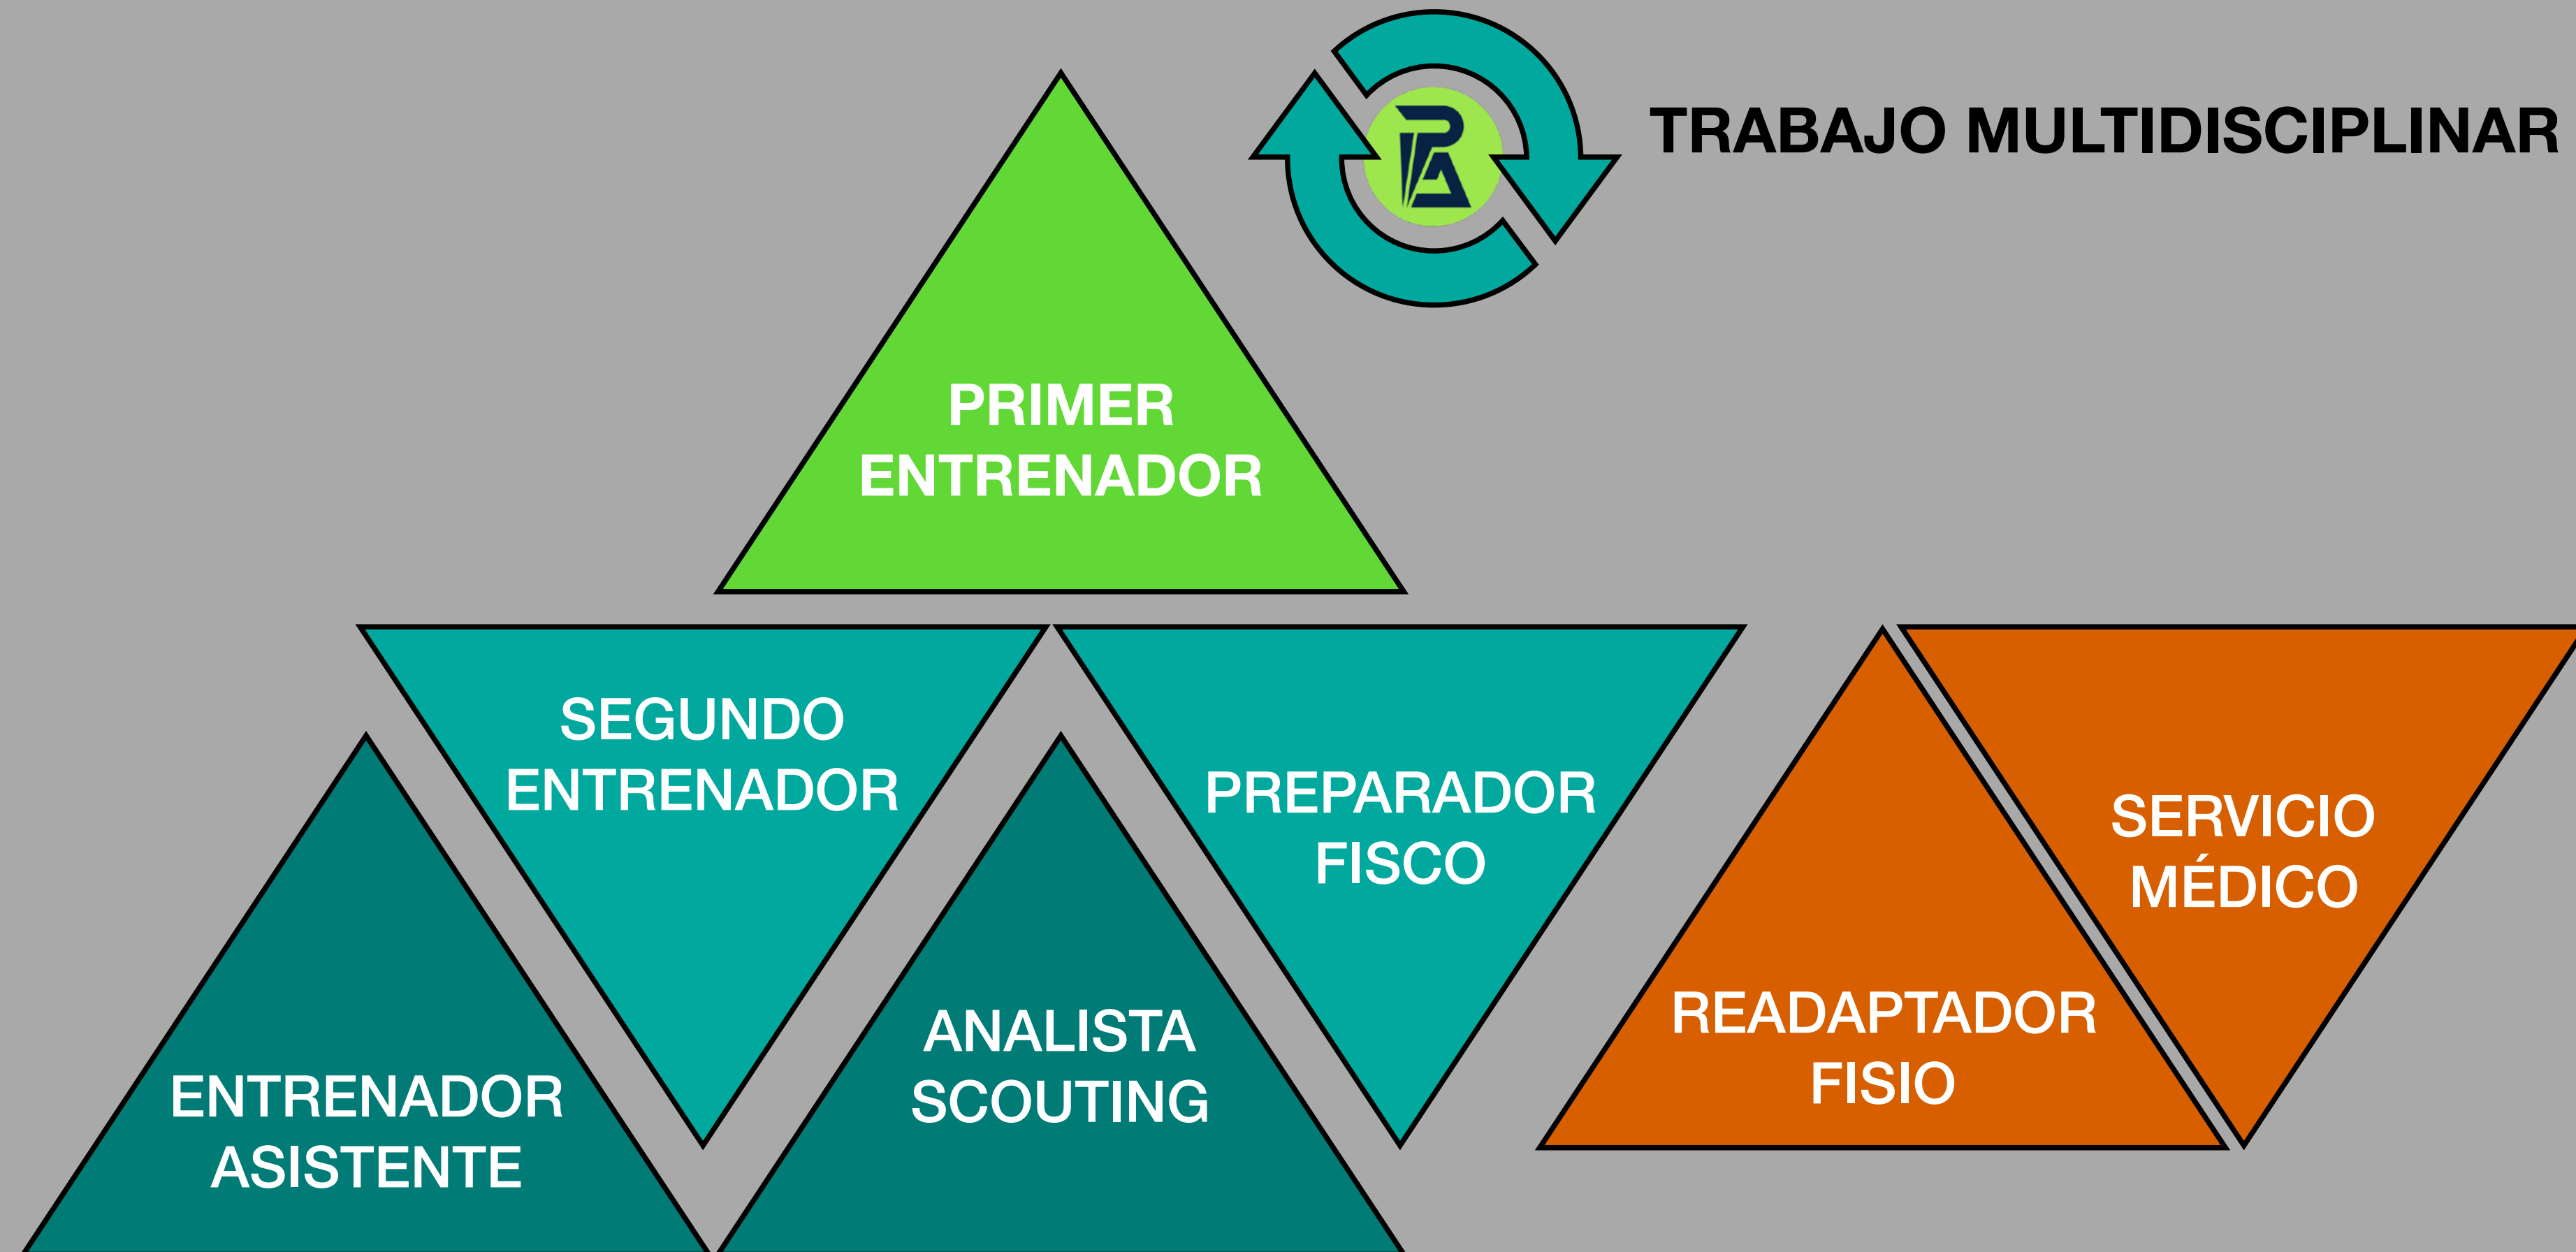 TRABAJO MULTIDISCIPLINAR
PRIMER
ENTRENADOR
SEGUNDO
ENTRENADOR
PREPARADOR
FISCO
SERVICIO
MÉDICO
ENTRENADOR
ASISTENTE
ANALISTA
SCOUTING
READAPTADOR
FISIO